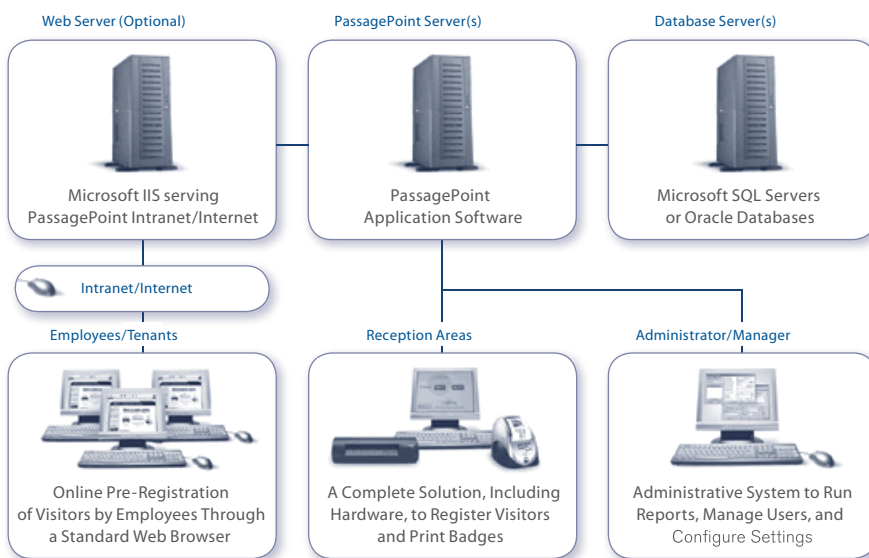 Web Server (Optional)
PassagePoint Server(s)
Database Server(s)
Microsoft IIS serving
PassagePoint Intranet/Internet
PassagePoint
Application Software
Microsoft SQL Servers
or Oracle Databases
Intranet/Internet
Employees/Tenants
Reception Areas
Administrator/Manager
Online Pre-Registration
of Visitors by Employees Through
a Standard Web Browser
A Complete Solution, Including
Hardware, to Register Visitors
and Print Badges
Administrative System to Run
Reports, Manage Users, and
Configure Settings